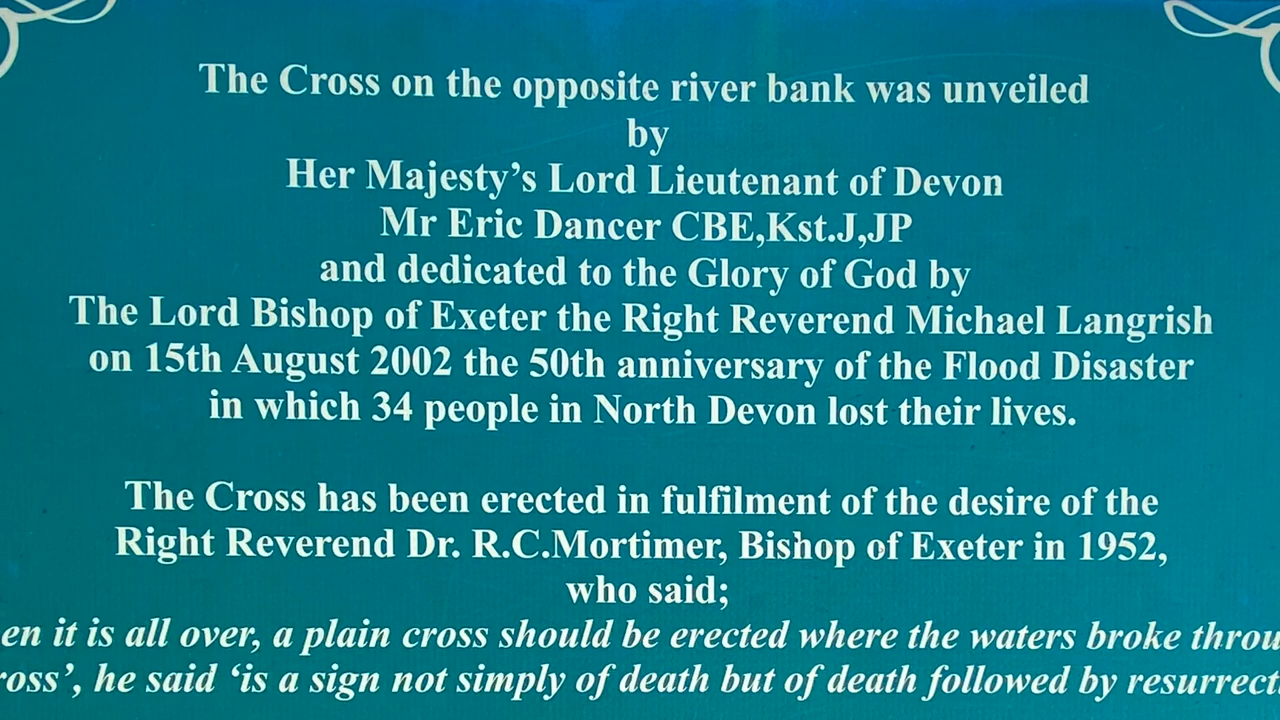 The Cross on the opposite river bank was unveiled
by
Her Majesty’s Lord Lieutenant of Devon
Mr Eric Dancer CBE,Kst.J,JP
and dedicated to the Glory of God by
The Lord Bishop of Exeter the Right Reverend Michael Langrish
on 15th August 2002 the 50th anniversary of the Flood Disaster
in which 34 people in North Devon lost their lives.
The Cross has been erected in fulfilment of the desire of the
Right Reverend Dr. R.C.Mortimer, Bishop of Exeter in 1952,
who said;
it is all over, a plain cross should be erected where the waters broke
he said ‘is a sign not simply of death but of death followed by